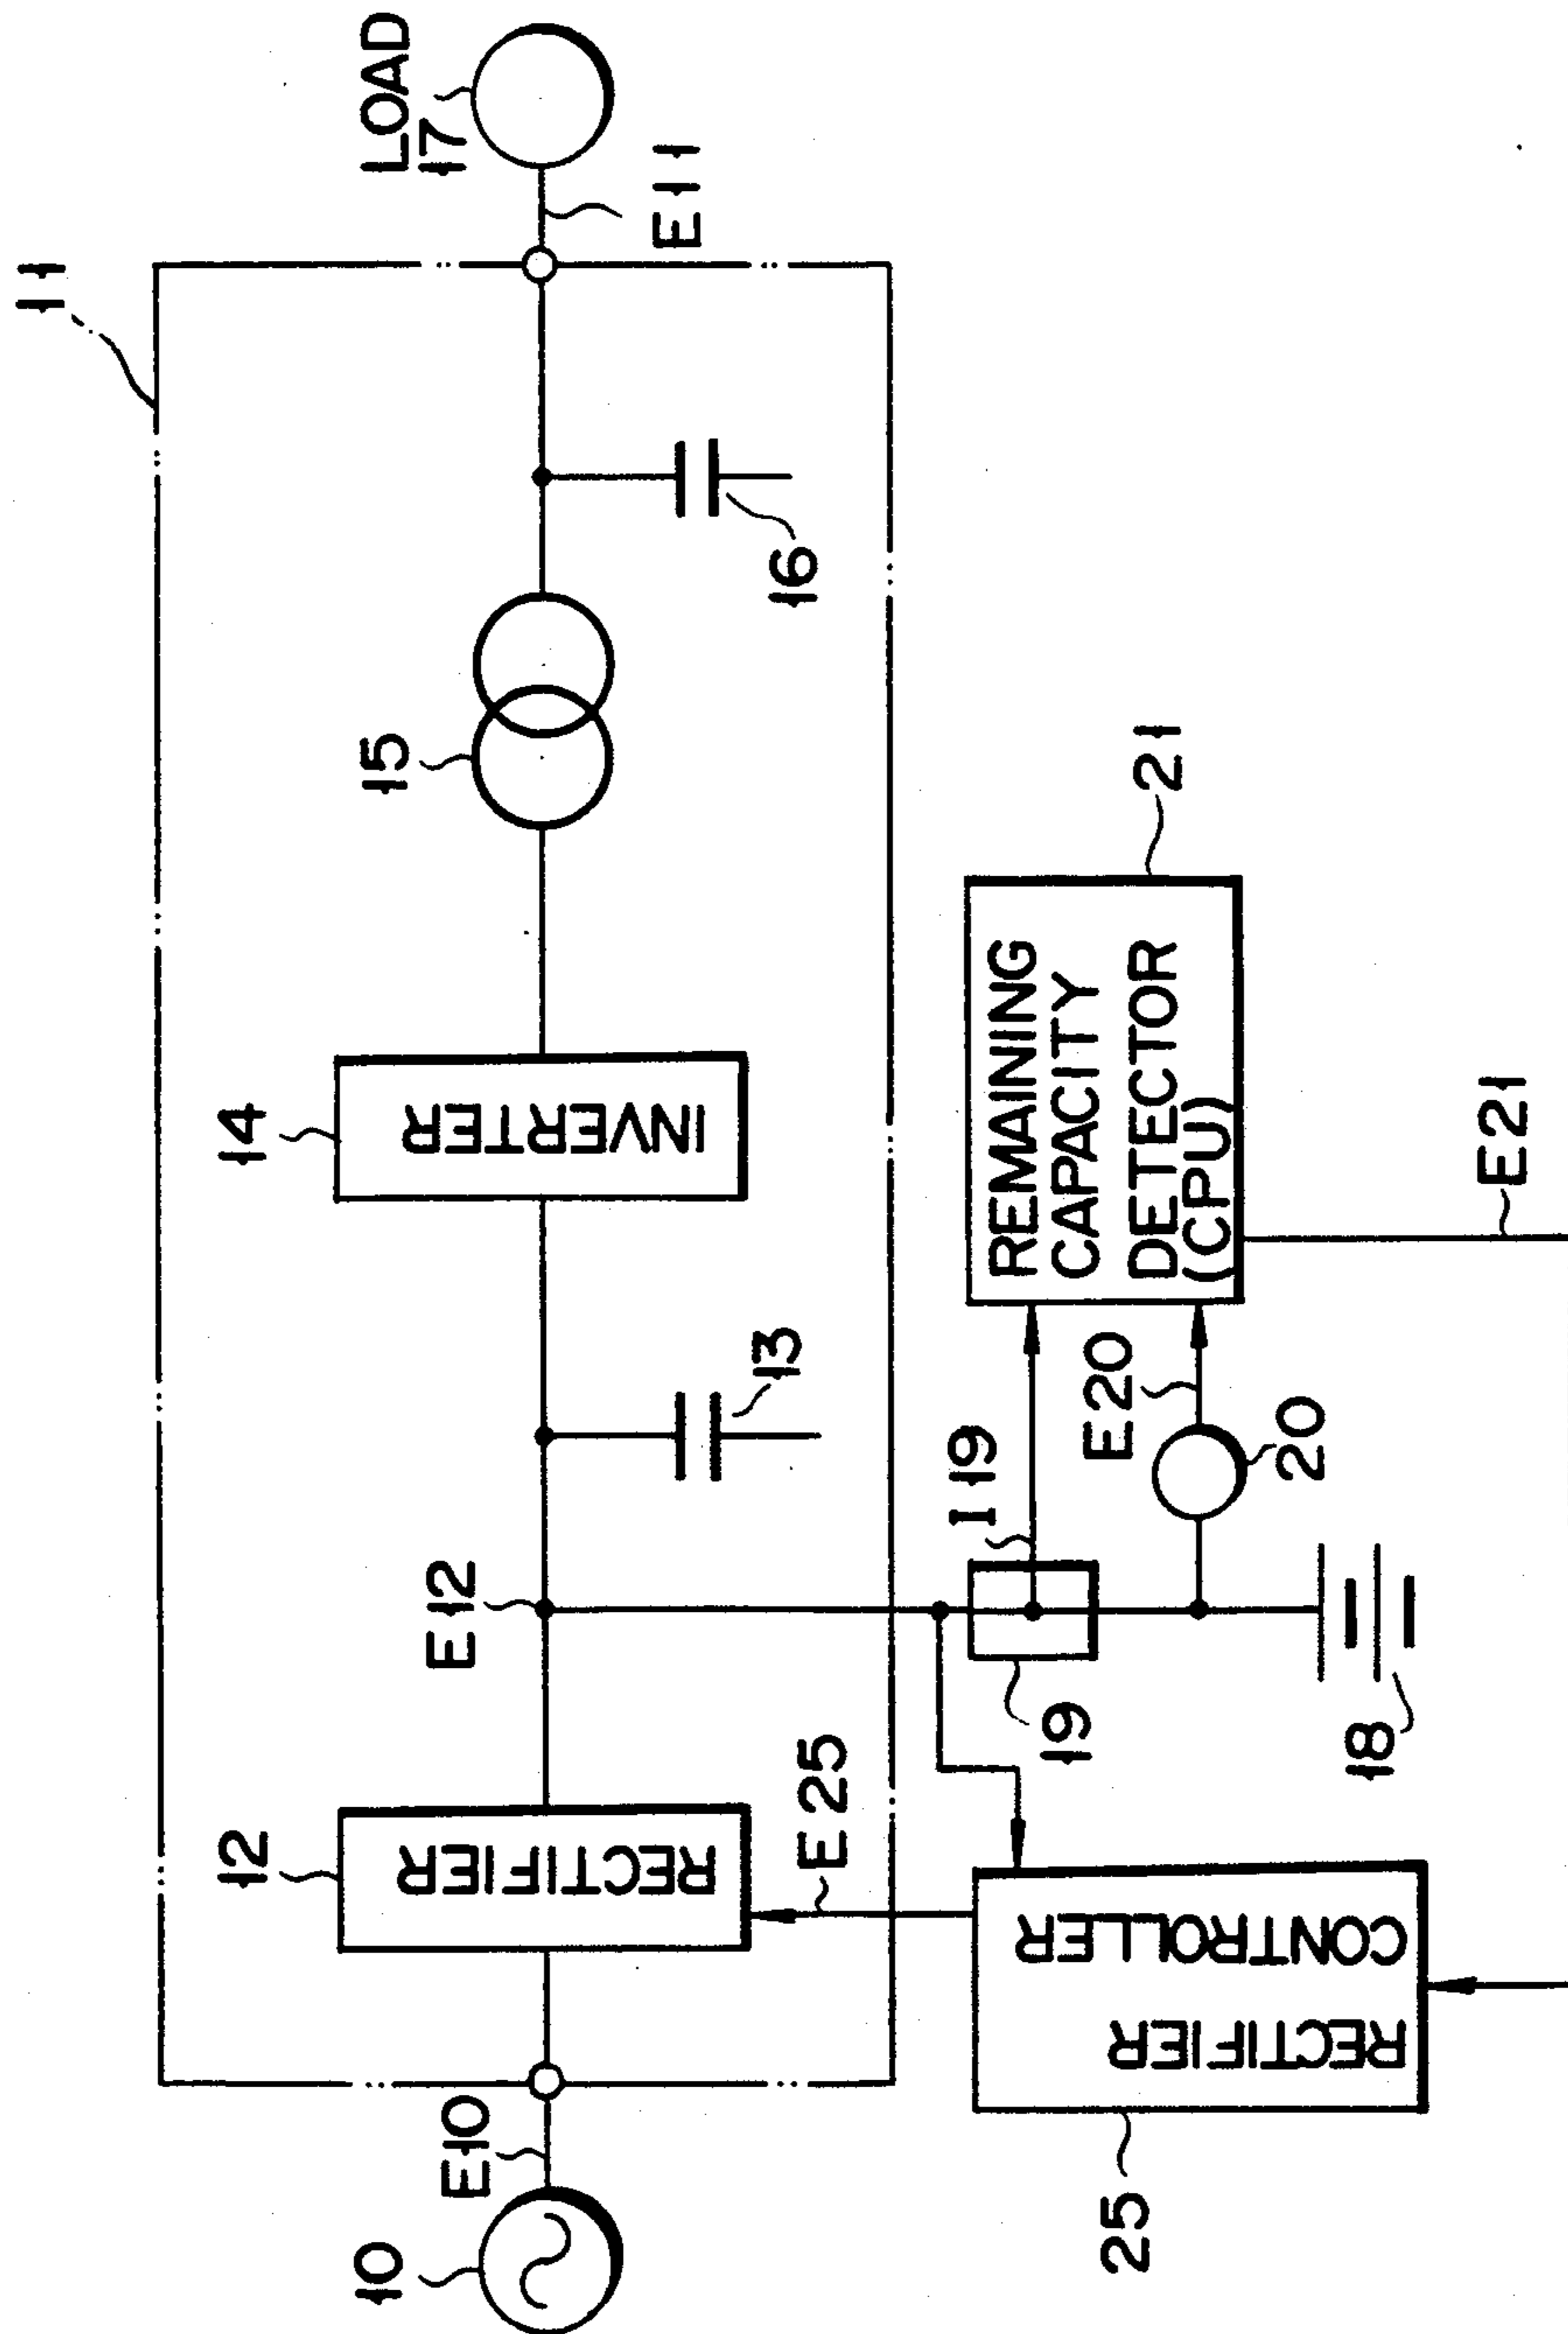 11
LOAD
17
E11
15
16
14
INVERTER
13
E12
12
RECTIFIER
E10
10
E25
I19
19
E20
20
18
REMAINING
CAPACITY
DETECTOR
(CPU)
21
E21
RECTIFIER
CONTROLLER
25